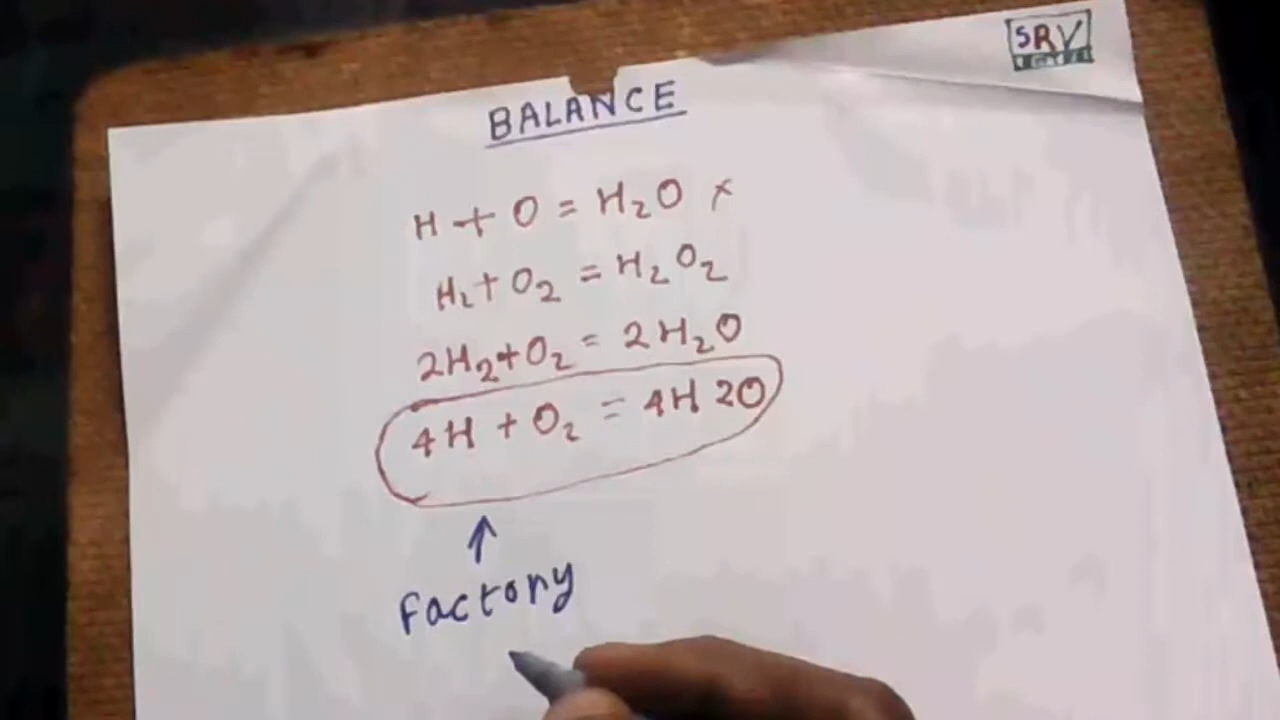 SRV
BALANCE
H + O = H₂O ×
H₂ + O₂ = H₂O₂
2H₂ + O₂ = 2H₂O
4H + O₂ = 4H 2O
↑
Factory